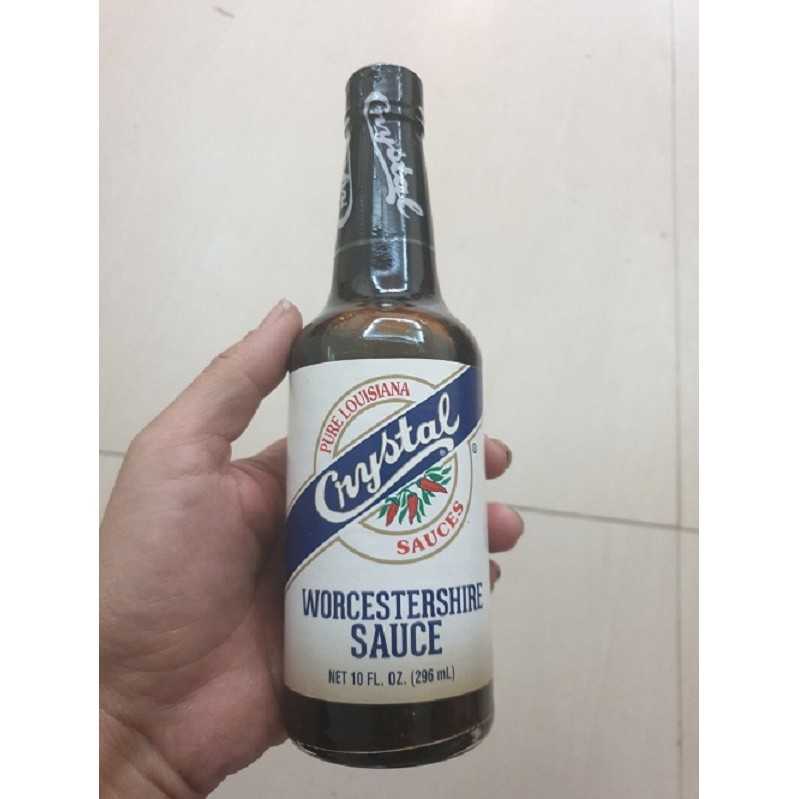 Crystal
PURE LOUISIANA
Crystal®
SAUCES
WORCESTERSHIRE
SAUCE
NET 10 FL. OZ. (296 mL)